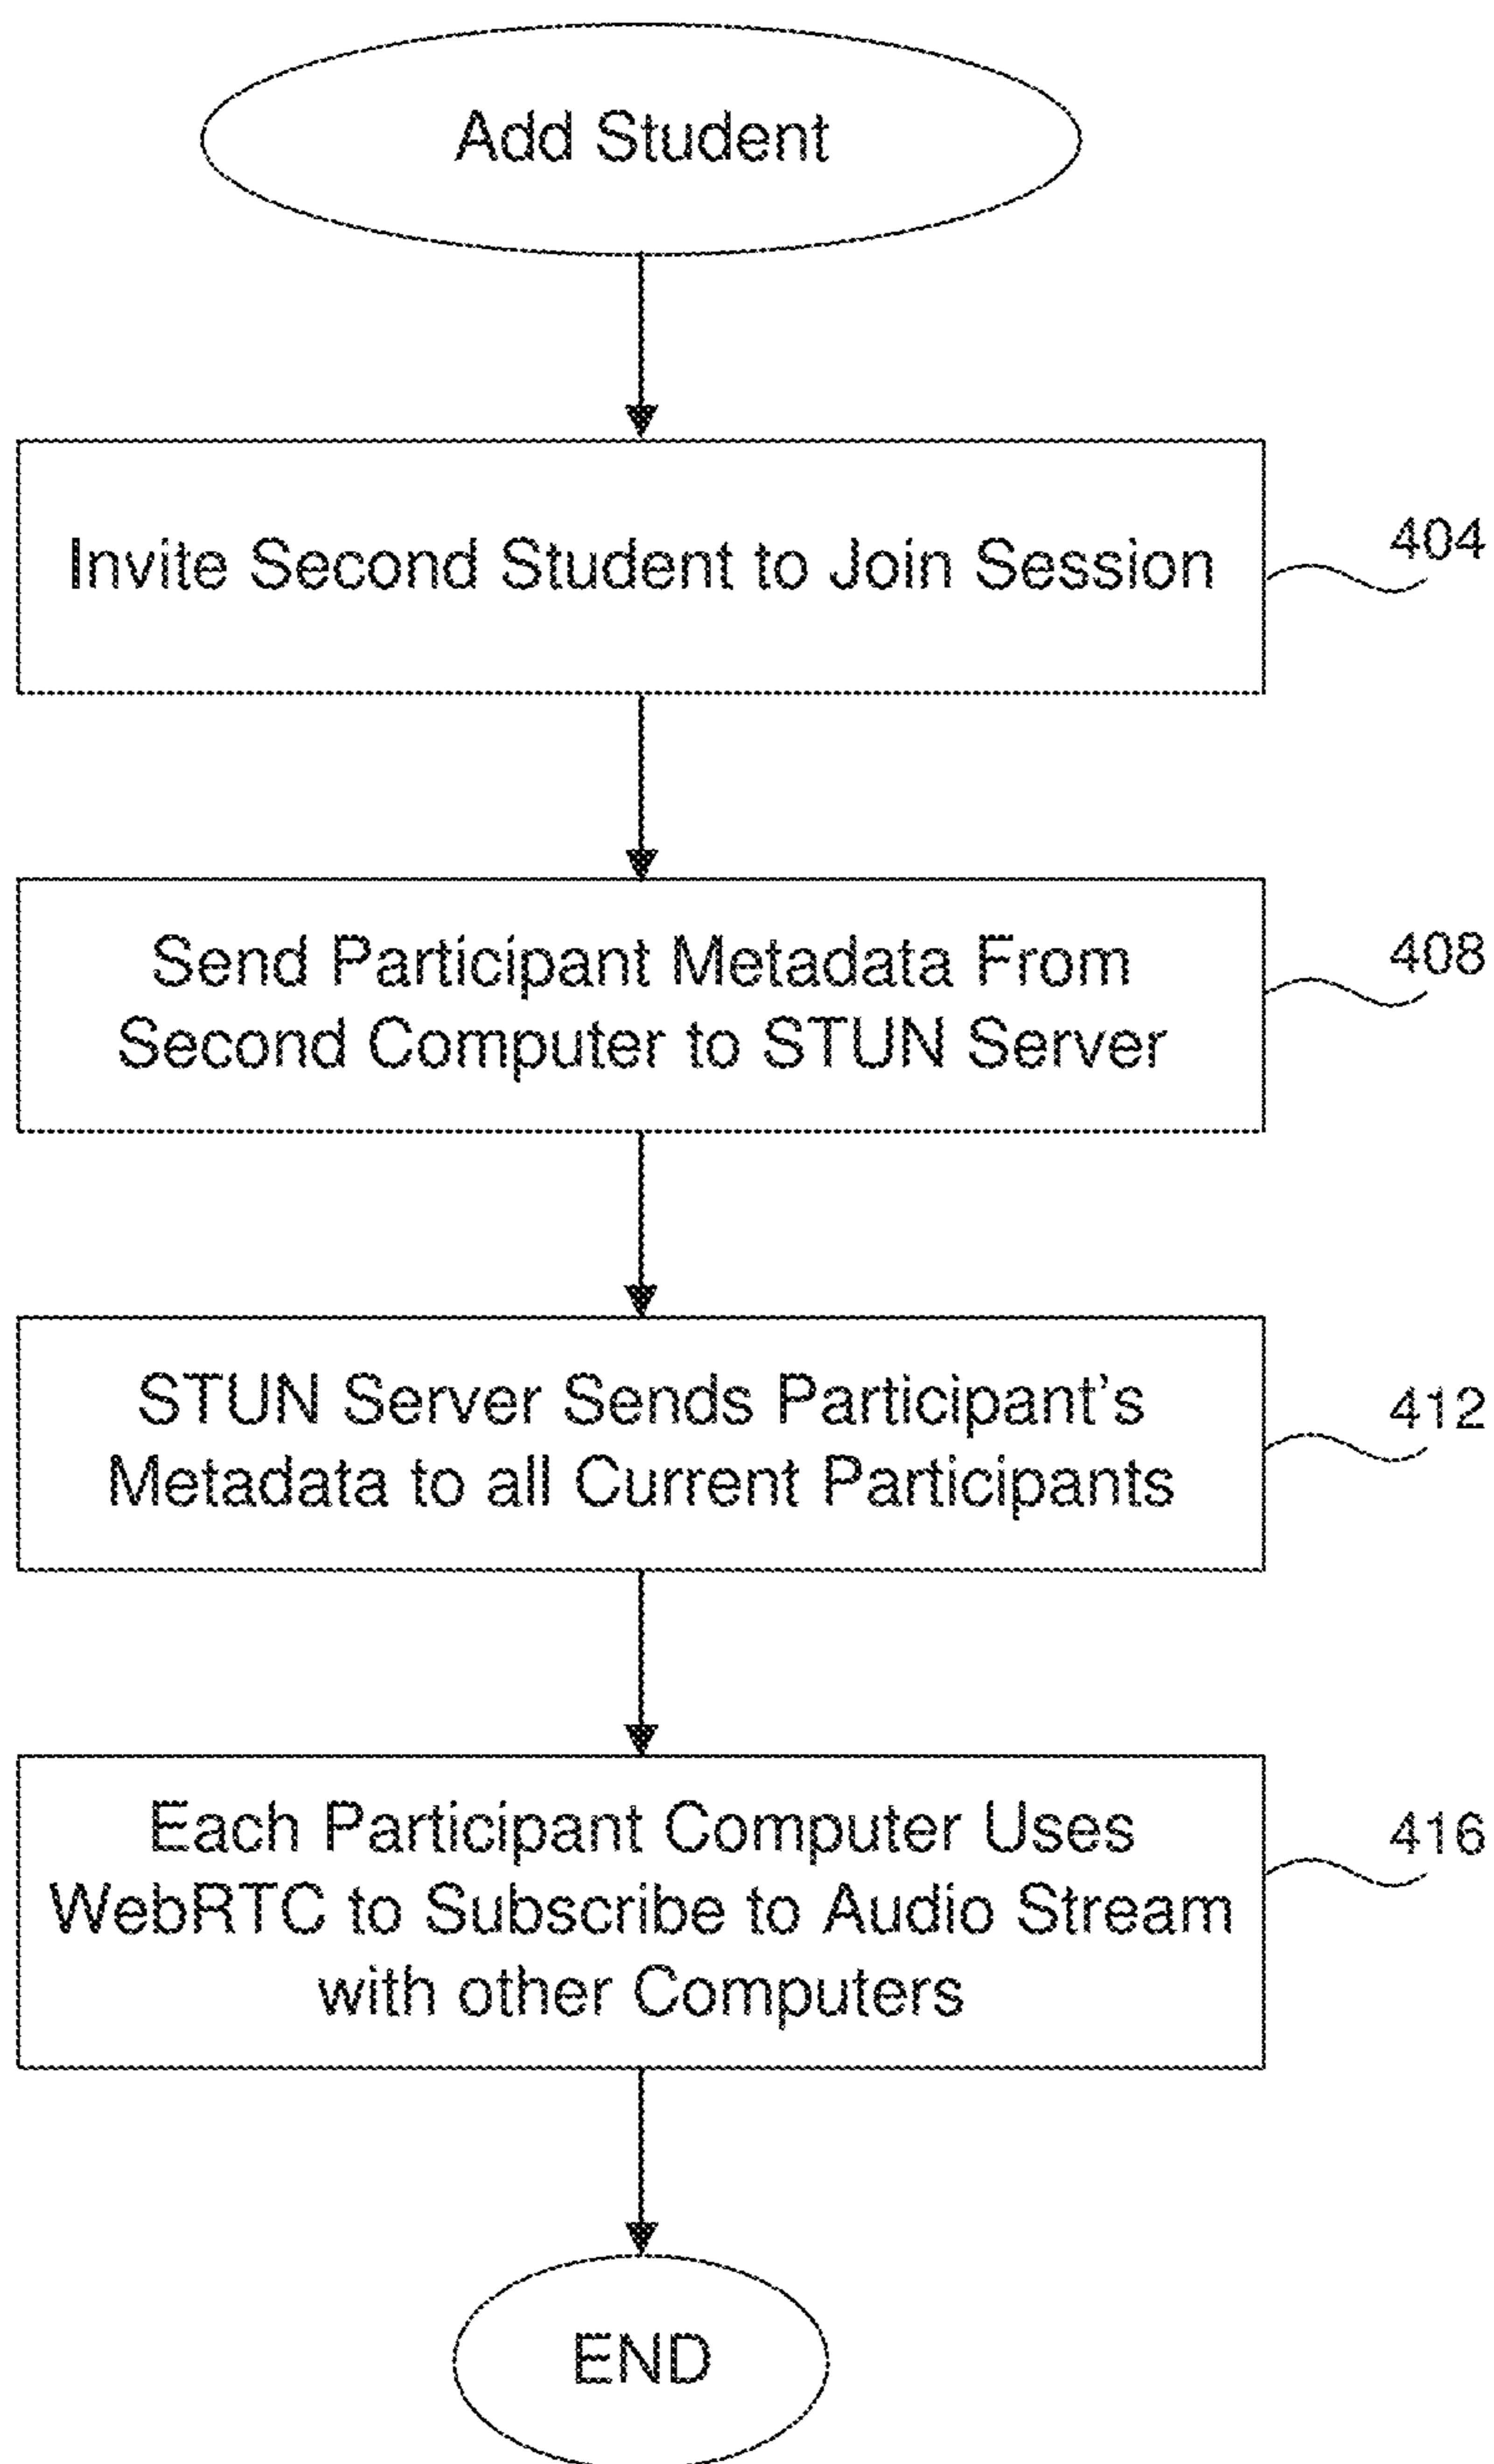 Add Student
Invite Second Student to Join Session
404
Send Participant Metadata From
Second Computer to STUN Server
408
STUN Server Sends Participant's
Metadata to all Current Participants
412
Each Participant Computer Uses
WebRTC to Subscribe to Audio Stream
with other Computers
416
END